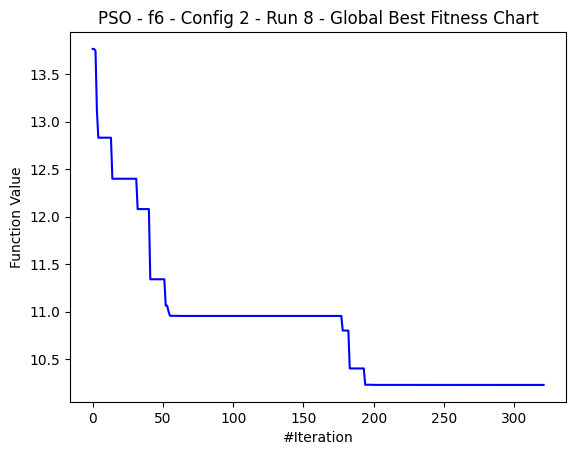 PSO - f6 - Config 2 - Run 8 - Global Best Fitness Chart
13.5
13.0
12.5
12.0
11.5
11.0
10.5
Function Value
0 50 100 150 200 250 300
#Iteration